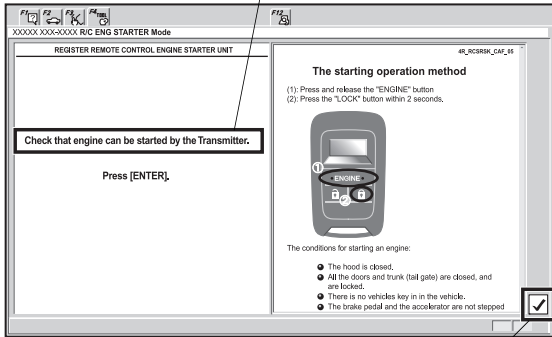 F1 F2 F3 F4 TOOL F12
XXXXX XXX-XXXX R/C ENG STARTER Mode
REGISTER REMOTE CONTROL ENGINE STARTER UNIT
Check that engine can be started by the Transmitter.
Press [ENTER].
4R_RCSRSK_CAF_05
The starting operation method
(1): Press and release the "ENGINE" button
(2): Press the "LOCK" button within 2 seconds.
1
ENGINE
2
The conditions for starting an engine:
The hood is closed.
All the doors and trunk (tail gate) are closed, and
are locked.
There is no vehicles key in in the vehicle.
The brake pedal and the accelerator are not stepped